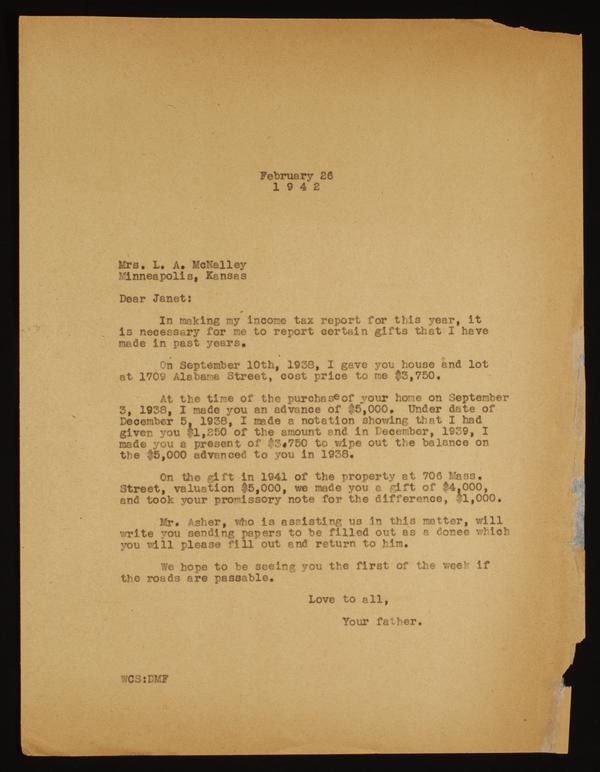 February 26
1 9 4 2
Mrs. L. A. McNalley
Minneapolis, Kansas
Dear Janet:
In making my income tax report for this year, it
is necessary for me to report certain gifts that I have
made in past years.
On September 10th, 1938, I gave you house and lot
at 1709 Alabama Street, cost price to me $3,750.
At the time of the purchase of your home on September
3, 1938, I made you an advance of $5,000. Under date of
December 5, 1938, I made a notation showing that I had
given you $1,250 of the amount and in December, 1939, I
made you a present of $3.750 to wipe out the balance on
the $5,000 advanced to you in 1938.
On the gift in 1941 of the property at 706 Mass.
Street, valuation $5,000, we made you a gift of $4,000,
and took your promissory note for the difference, $1,000.
Mr. Asher, who is assisting us in this matter, will
write you sending papers to be filled out as a donee which
you will please fill out and return to him.
We hope to be seeing you the first of the week if
the roads are passable.
Love to all,
Your father.
WCS:DMF